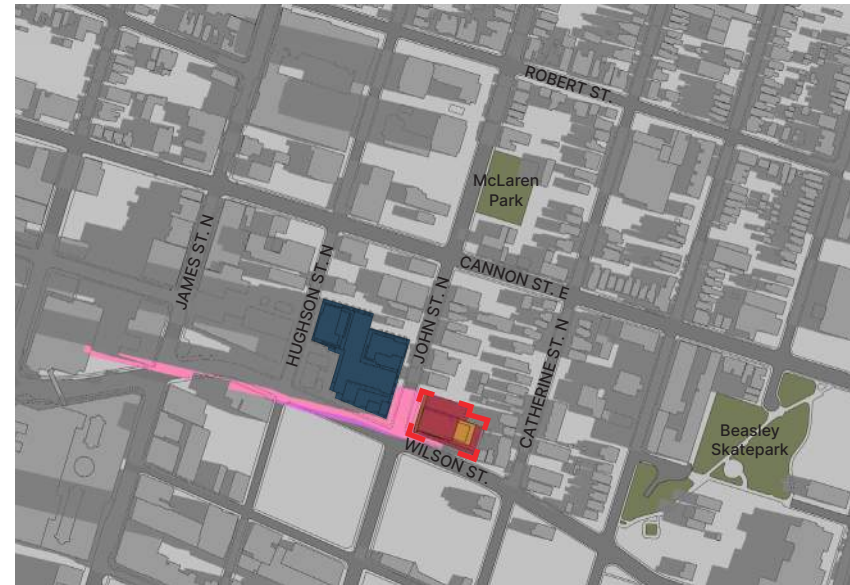 ROBERT ST.
McLaren
Park
JAMES ST. N
HUGHSON ST. N
JOHN ST. N
CANNON ST. E
CATHERINE ST. N
Beasley
Skatepark
WILSON ST.